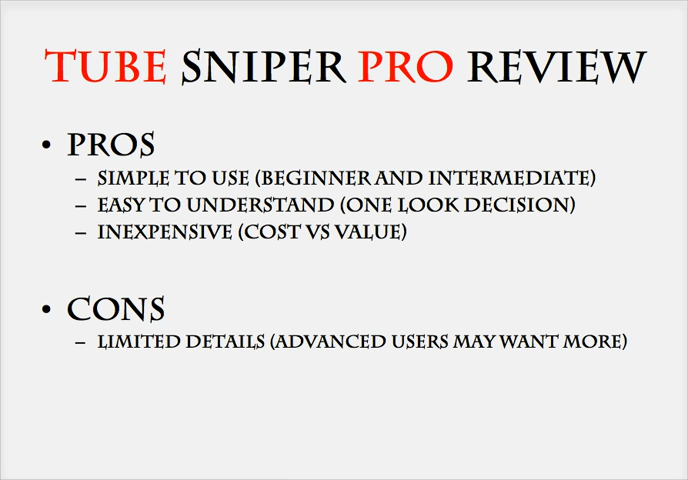 TUBE SNIPER PRO REVIEW
• PROS
– SIMPLE TO USE (BEGINNER AND INTERMEDIATE)
– EASY TO UNDERSTAND (ONE LOOK DECISION)
– INEXPENSIVE (COST VS VALUE)
• CONS
– LIMITED DETAILS (ADVANCED USERS MAY WANT MORE)